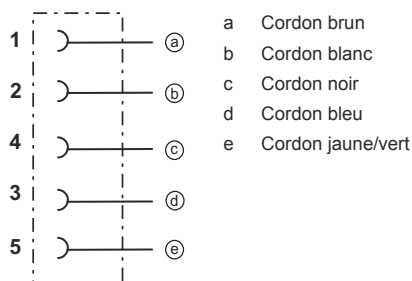 1 ⓐ
2 ⓑ
4 ⓒ
3 ⓓ
5 ⓔ
a Cordon brun
b Cordon blanc
c Cordon noir
d Cordon bleu
e Cordon jaune/vert